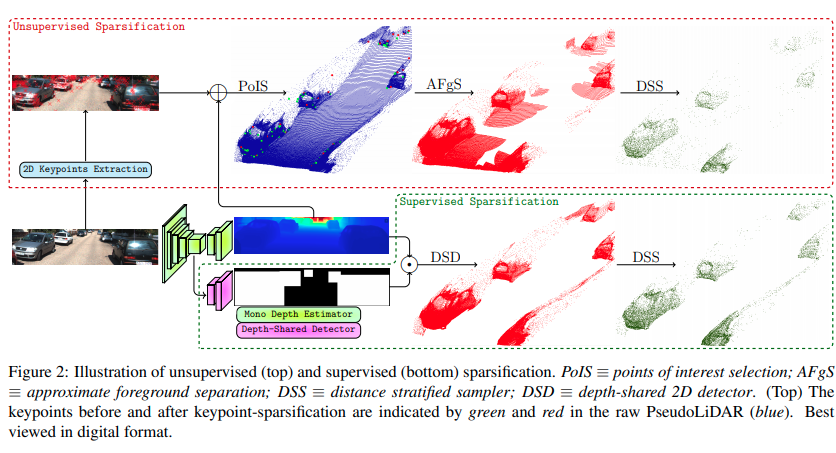 Unsupervised Sparsification
PoIS
AFgS
DSS
2D Keypoints Extraction
Supervised Sparsification
DSD
DSS
Mono Depth Estimator
Depth-Shared Detector
Figure 2: Illustration of unsupervised (top) and supervised (bottom) sparsification. PoIS ≡ points of interest selection; AFgS
≡ approximate foreground separation; DSS ≡ distance stratified sampler; DSD ≡ depth-shared 2D detector. (Top) The
keypoints before and after keypoint-sparsification are indicated by green and red in the raw PseudoLiDAR (blue). Best
viewed in digital format.